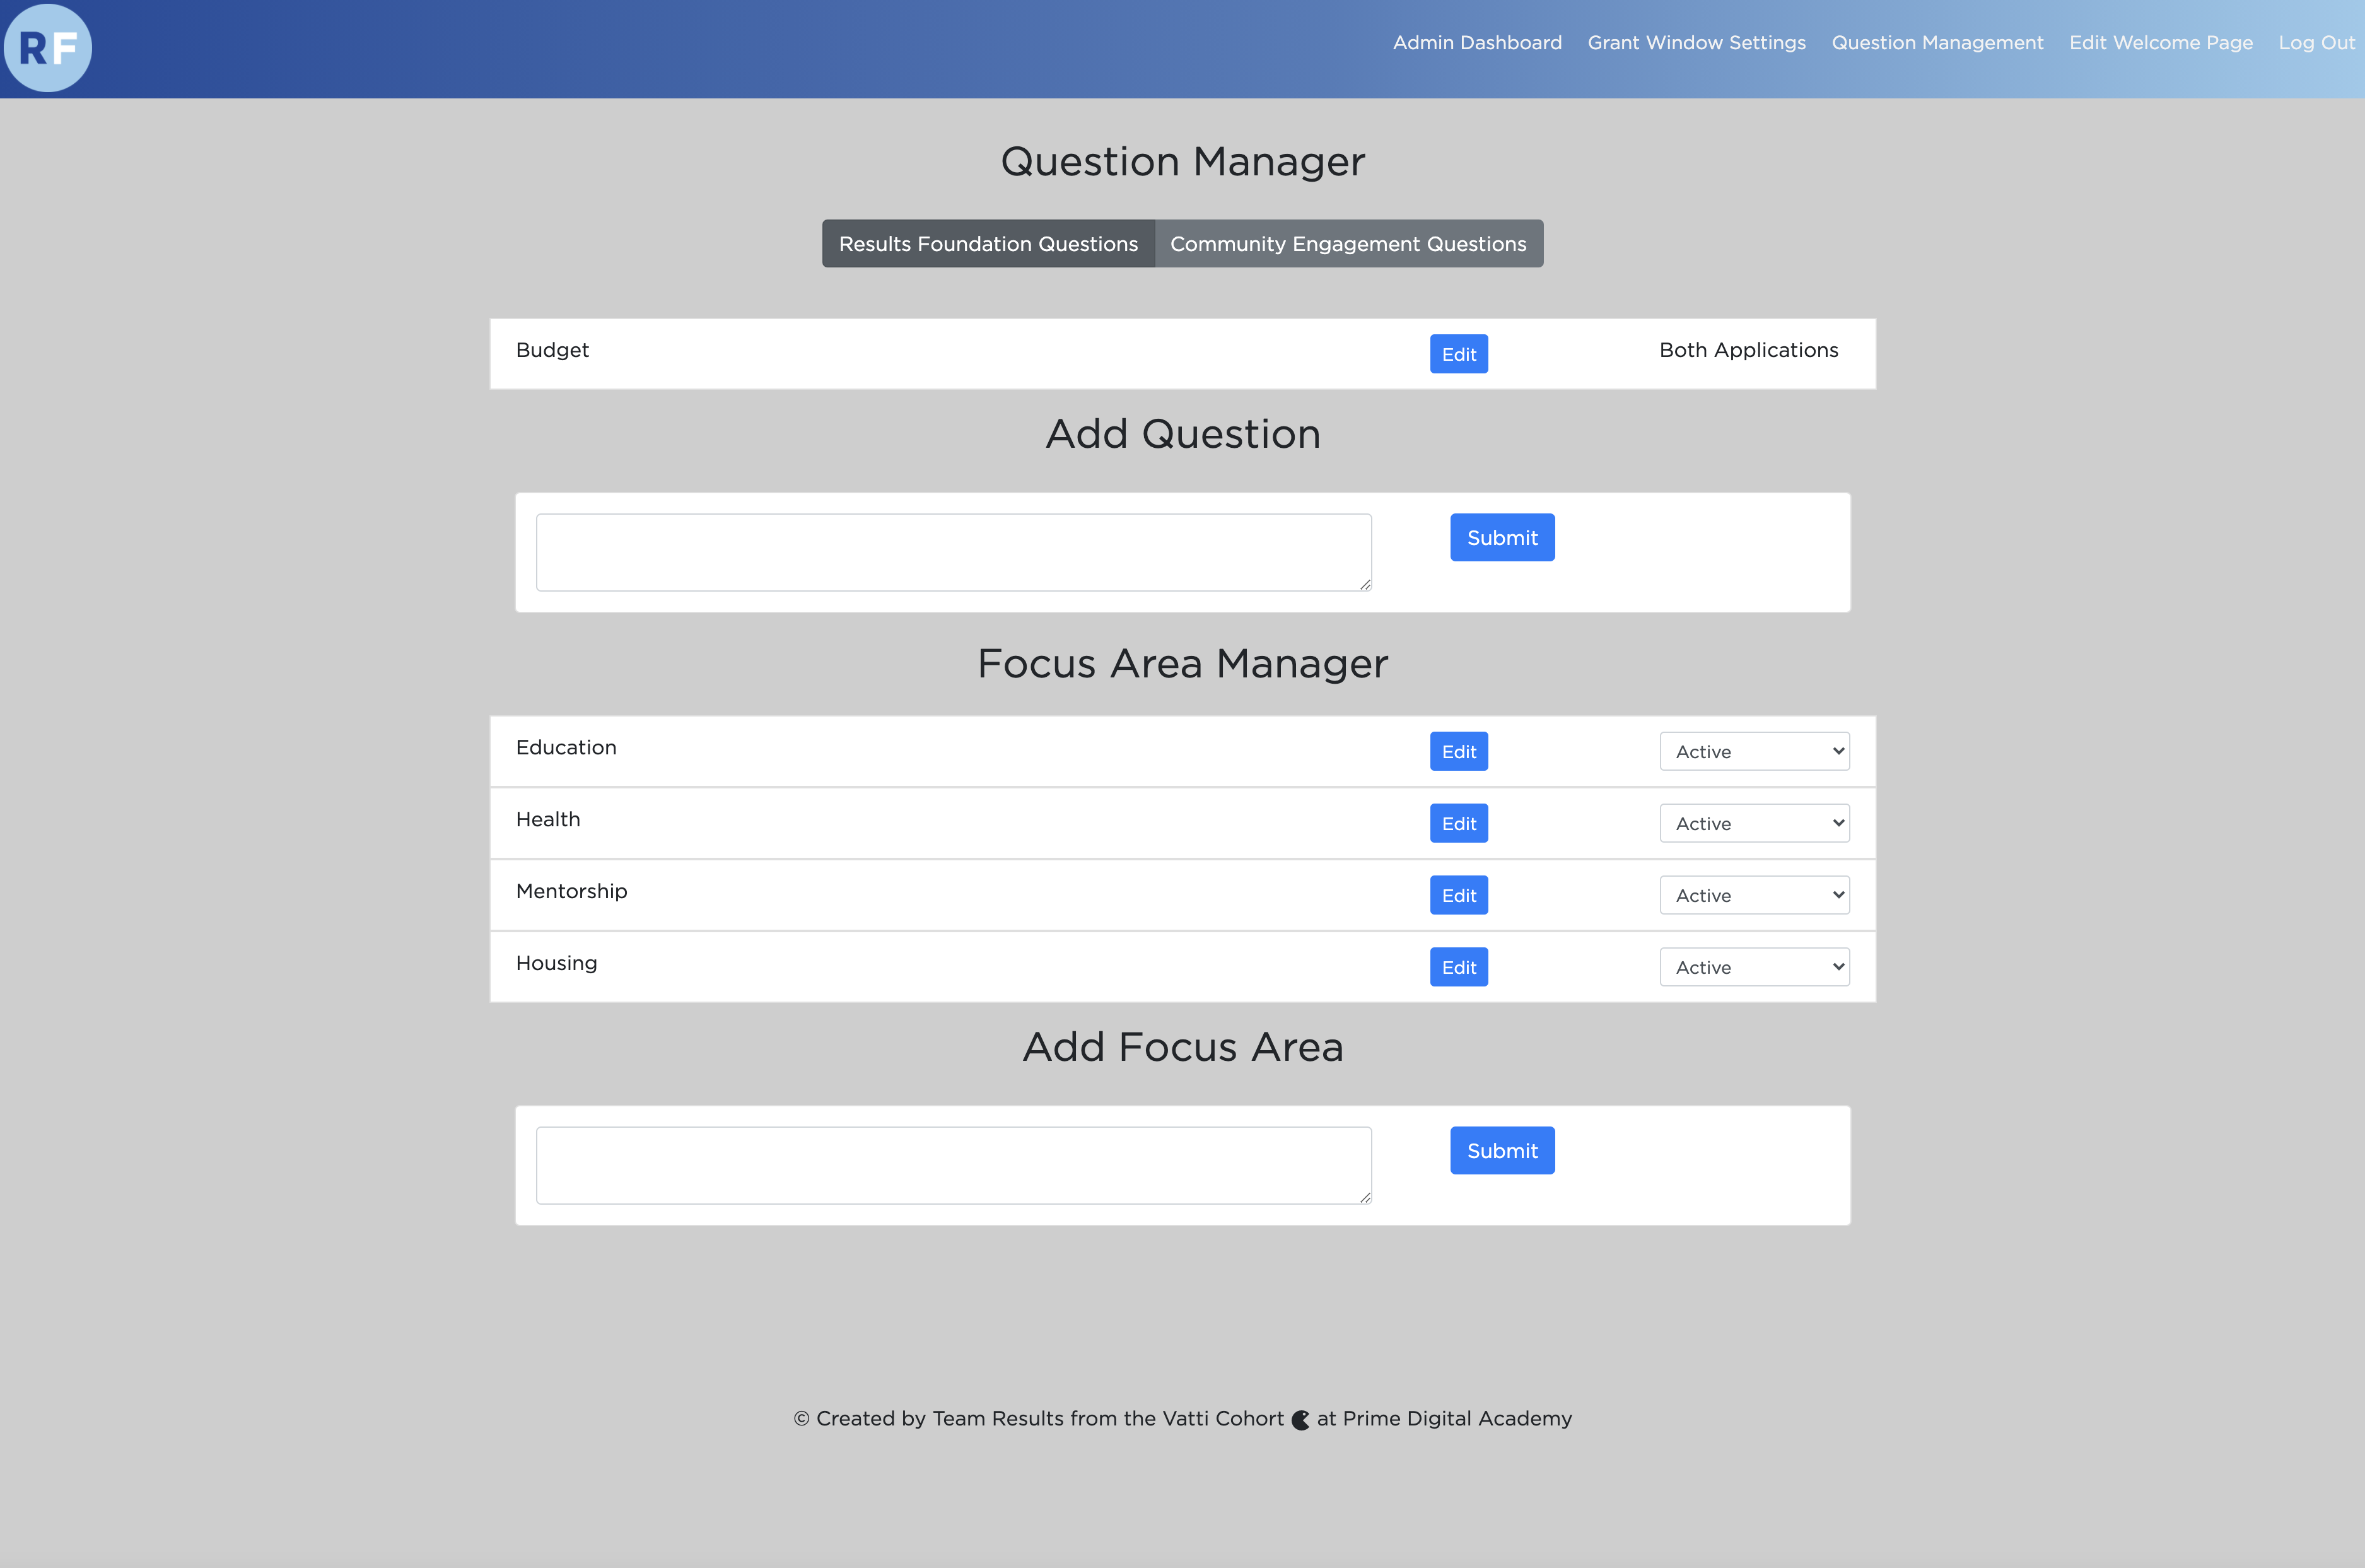 RF
Admin Dashboard Grant Window Settings Question Management Edit Welcome Page Log Out
Question Manager
Results Foundation Questions Community Engagement Questions
Budget Edit Both Applications
Add Question
Submit
Focus Area Manager
Education Edit Active
Health Edit Active
Mentorship Edit Active
Housing Edit Active
Add Focus Area
Submit
© Created by Team Results from the Vatti Cohort at Prime Digital Academy